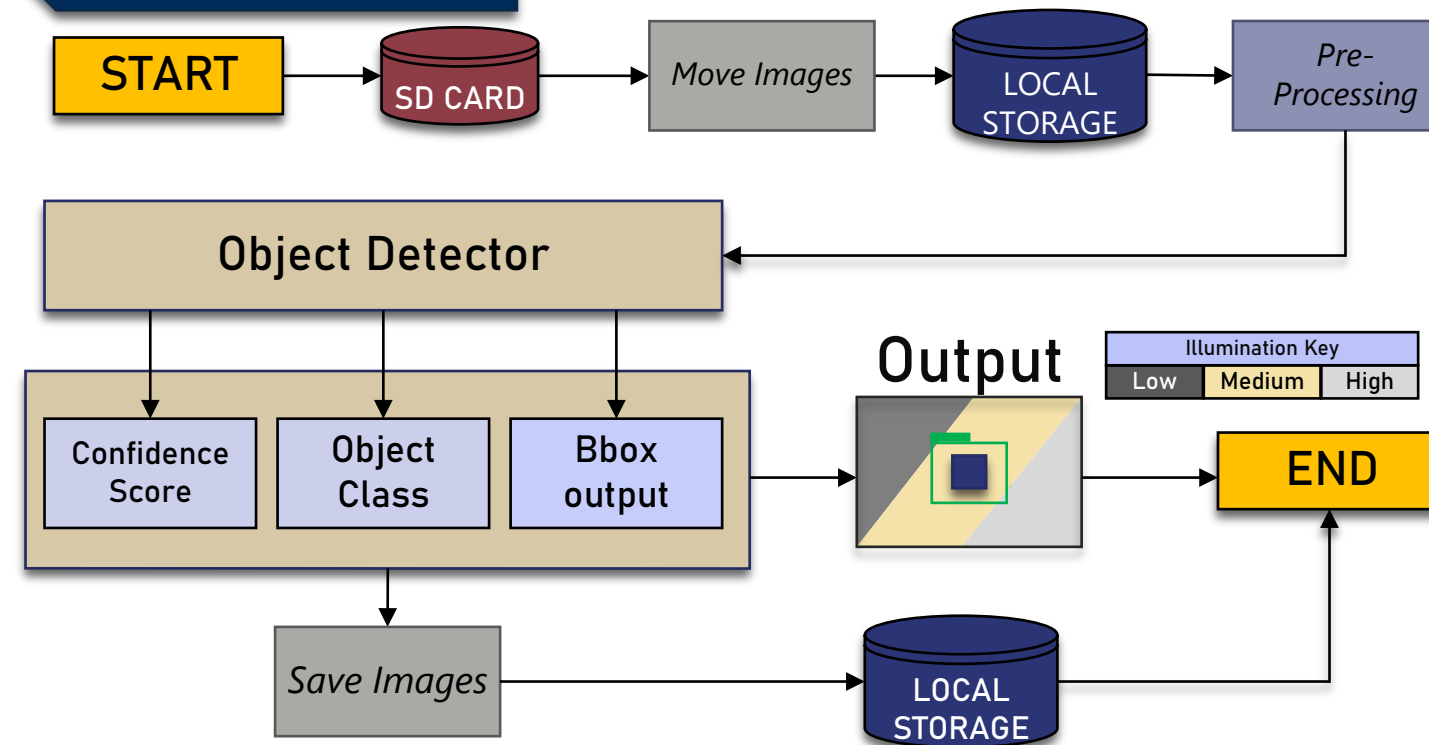 START
SD CARD
Move Images
LOCAL
STORAGE
Pre-
Processing
Object Detector
Confidence
Score
Object
Class
Bbox
output
Output
Illumination Key
Low
Medium
High
END
Save Images
LOCAL
STORAGE